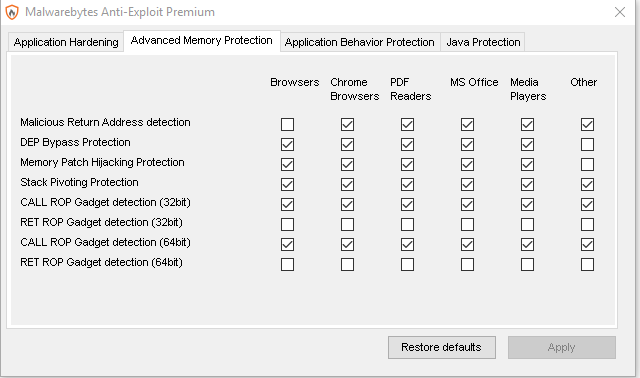 Malwarebytes Anti-Exploit Premium
Application Hardening Advanced Memory Protection Application Behavior Protection Java Protection
Browsers Chrome Browsers PDF Readers MS Office Media Players Other
Malicious Return Address detection
DEP Bypass Protection
Memory Patch Hijacking Protection
Stack Pivoting Protection
CALL ROP Gadget detection (32bit)
RET ROP Gadget detection (32bit)
CALL ROP Gadget detection (64bit)
RET ROP Gadget detection (64bit)
Restore defaults Apply